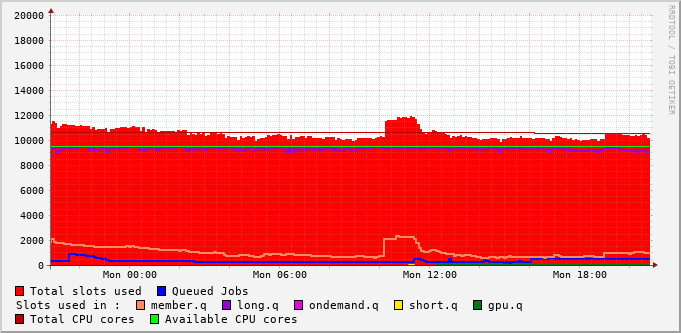 RRDTOOL / TOBI OETIKER
20000
18000
16000
14000
12000
10000
8000
6000
4000
2000
0
Mon 00:00 Mon 06:00 Mon 12:00 Mon 18:00
Total slots used Queued Jobs
Slots used in : member.q long.q ondemand.q short.q gpu.q
Total CPU cores Available CPU cores